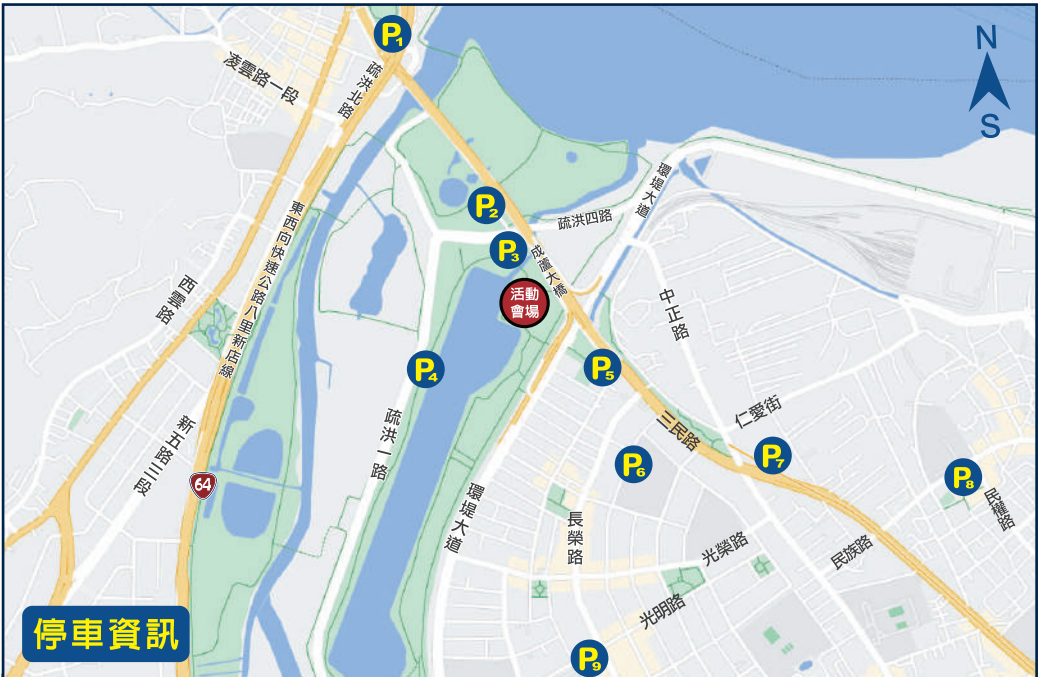 P1
N
S
凌雲路一段
疏洪北路
環堤大道
P2
疏洪四路
P3
成蘆大橋
東西向快速公路八里新店線
西雲路
活動
會場
中正路
P4
P5
仁愛街
疏洪一路
三民路
新五路三段
P6
P7
64
P8
環堤大道
長榮路
民權路
光榮路
民族路
光明路
停車資訊
P9